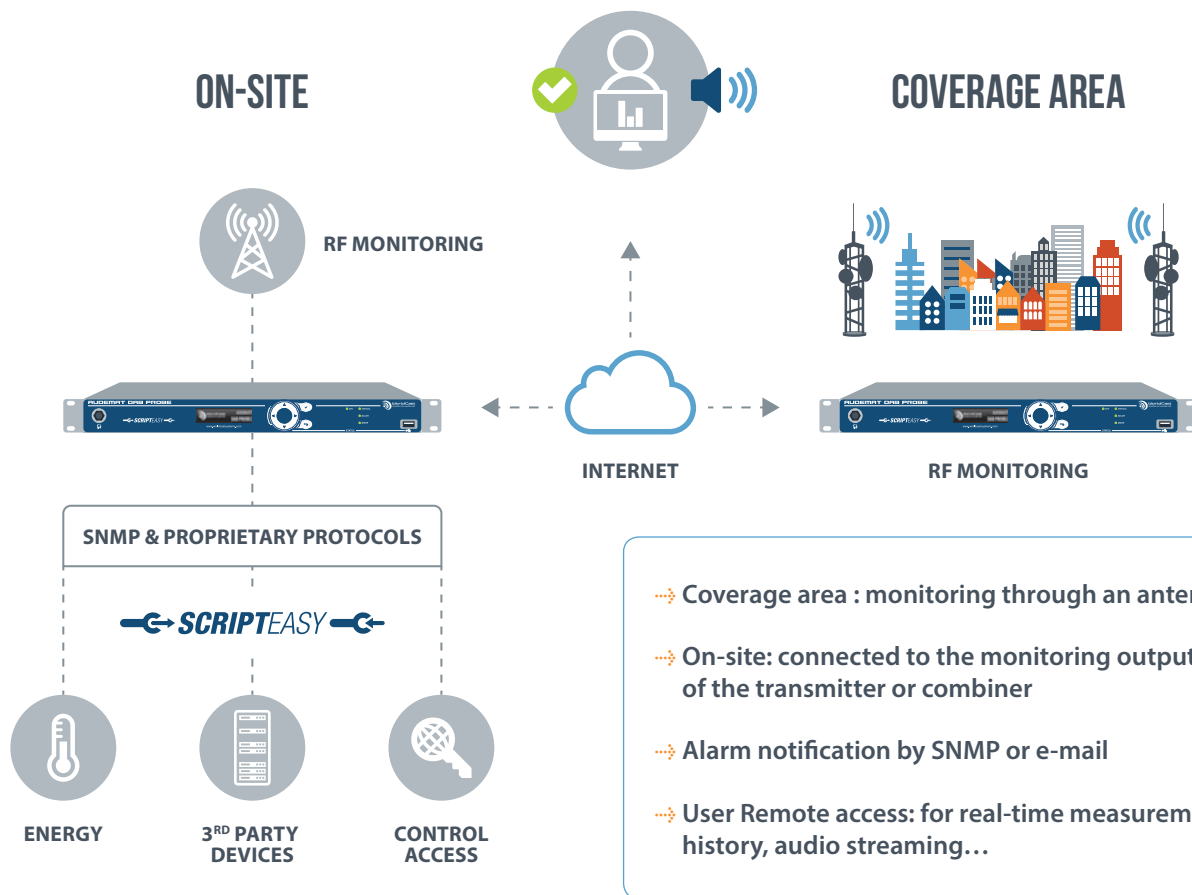 ON-SITE
COVERAGE AREA
RF MONITORING
AUDEMAT DAB PROBE
SCRIPTEASY
AUDEMAT DAB PROBE
SCRIPTEASY
INTERNET
RF MONITORING
SNMP & PROPRIETARY PROTOCOLS
SCRIPTEASY
Coverage area : monitoring through an anter
On-site: connected to the monitoring output
of the transmitter or combiner
Alarm notification by SNMP or e-mail
User Remote access: for real-time measurem
history, audio streaming…
ENERGY
3RD PARTY
DEVICES
CONTROL
ACCESS